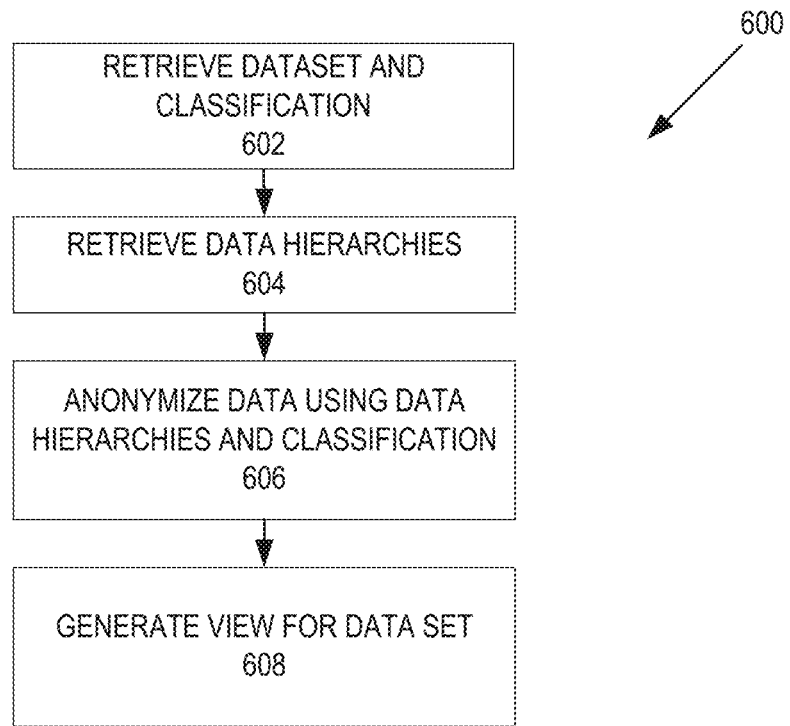 600
RETRIEVE DATASET AND
CLASSIFICATION
602
RETRIEVE DATA HIERARCHIES
604
ANONYMIZE DATA USING DATA
HIERARCHIES AND CLASSIFICATION
606
GENERATE VIEW FOR DATA SET
608